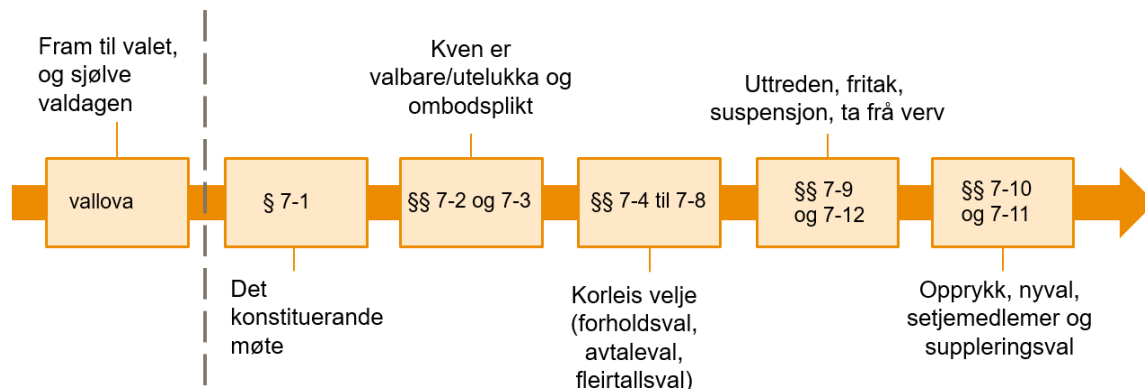 Fram til valet,
og sjølve
valdagen
vallova
§ 7-1
Det
konstituerande
møte
Kven er
valbare/utelukka og
ombodsplikt
§§ 7-2 og 7-3
§§ 7-4 til 7-8
Korleis velje
(forholdsval,
avtaleval,
fleirtallsval)
Uttreden, fritak,
suspensjon, ta frå verv
§§ 7-9
og 7-12
§§ 7-10
og 7-11
Opprykk, nyval,
setjemedlemer og
suppleringsval